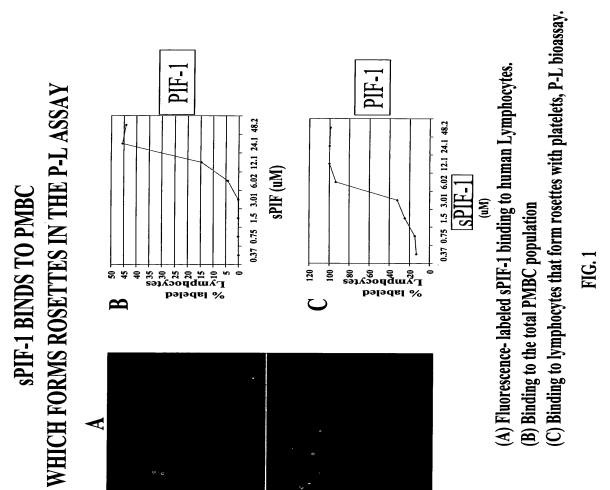 sPIF-1 BINDS TO PMBC
WHICH FORMS ROSETTES IN THE P-L ASSAY
A
B
% labeled
Lymphocytes
50
45
40
35
30
25
20
15
10
5
0
0.37 0.75 1.5 3.01 6.02 12.1 24.1 48.2
sPIF (uM)
PIF-1
C
% labeled
Lymphocytes
120
100
80
60
40
20
0
0.37 0.75 1.5 3.01 6.02 12.1 24.1 48.2
sPIF-1
(uM)
PIF-1
(A) Fluorescence- labeled sPIF-1 binding to human Lymphocytes.
(B) Binding to the total PMBC population
(C) Binding to lymphocytes that form rosettes with platelets, P-L bioassay.
FIG. 1